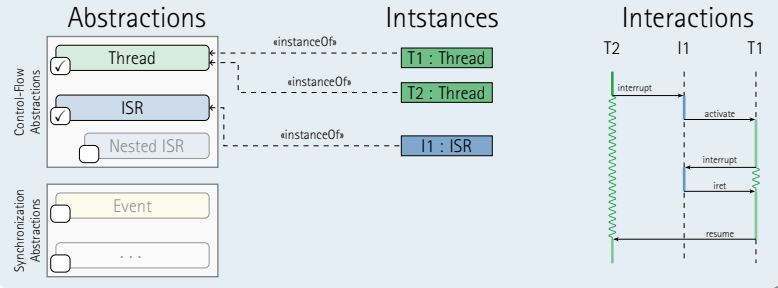 Abstractions
Intstances
Interactions
Control-Flow
Abstractions
Thread
ISR
Nested ISR
Synchronization
Abstractions
Event
...
«instanceOf»
«instanceOf»
«instanceOf»
T1 : Thread
T2 : Thread
I1 : ISR
T2 I1 T1
interrupt
activate
interrupt
iret
resume